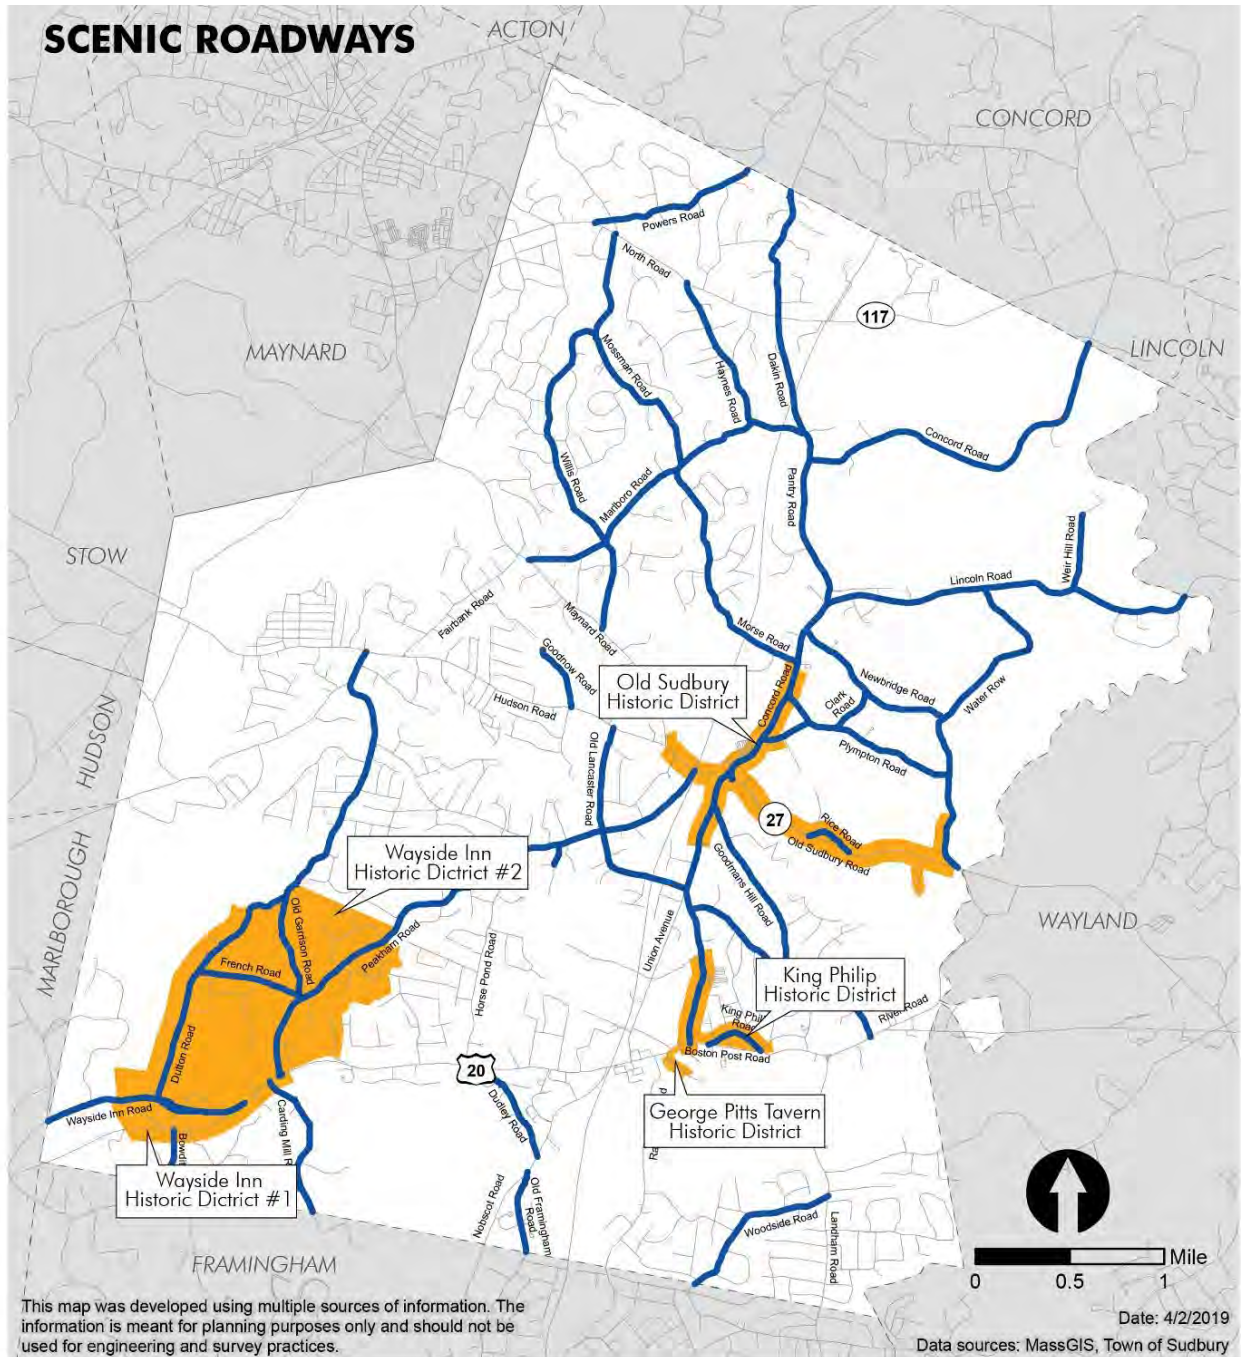 SCENIC ROADWAYS
ACTON
CONCORD
Powers Road
North Road
117
MAYNARD
LINCOLN
Mossman Road
Haynes Road
Dakin Road
Concord Road
Willis Road
Marlboro Road
Pantry Road
STOW
Weir Hill Road
Lincoln Road
Fairbank Road
Maynard Road
Morse Road
Goodnow Road
Old Sudbury
Historic District
Concord Road
Newbridge Road
Clark
Road
Water Row
Hudson Road
HUDSON
Old Lancaster Road
Plympton Road
27
Rice Road
Old Sudbury Road
Wayside Inn
Historic Dictrict #2
Goodmans Hill Road
MARLBOROUGH
Old Garrison Road
Peakham Road
French Road
Horse Pond Road
Union Avenue
WAYLAND
King Philip
Historic District
King Phil
Road
River Road
Dutton Road
Boston Post Road
20
Dudley Road
Wayside Inn Road
Carding Mill R
Bowdi
George Pitts Tavern
Historic District
Ra
d
Wayside Inn
Historic Dictrict #1
Nobscot Road
Old Framingham
Road
Woodside Road
Landham Road
FRAMINGHAM
Mile
0 0.5 1
This map was developed using multiple sources of information. The
information is meant for planning purposes only and should not be
used for engineering and survey practices.
Date: 4/2/2019
Data sources: MassGIS, Town of Sudbury